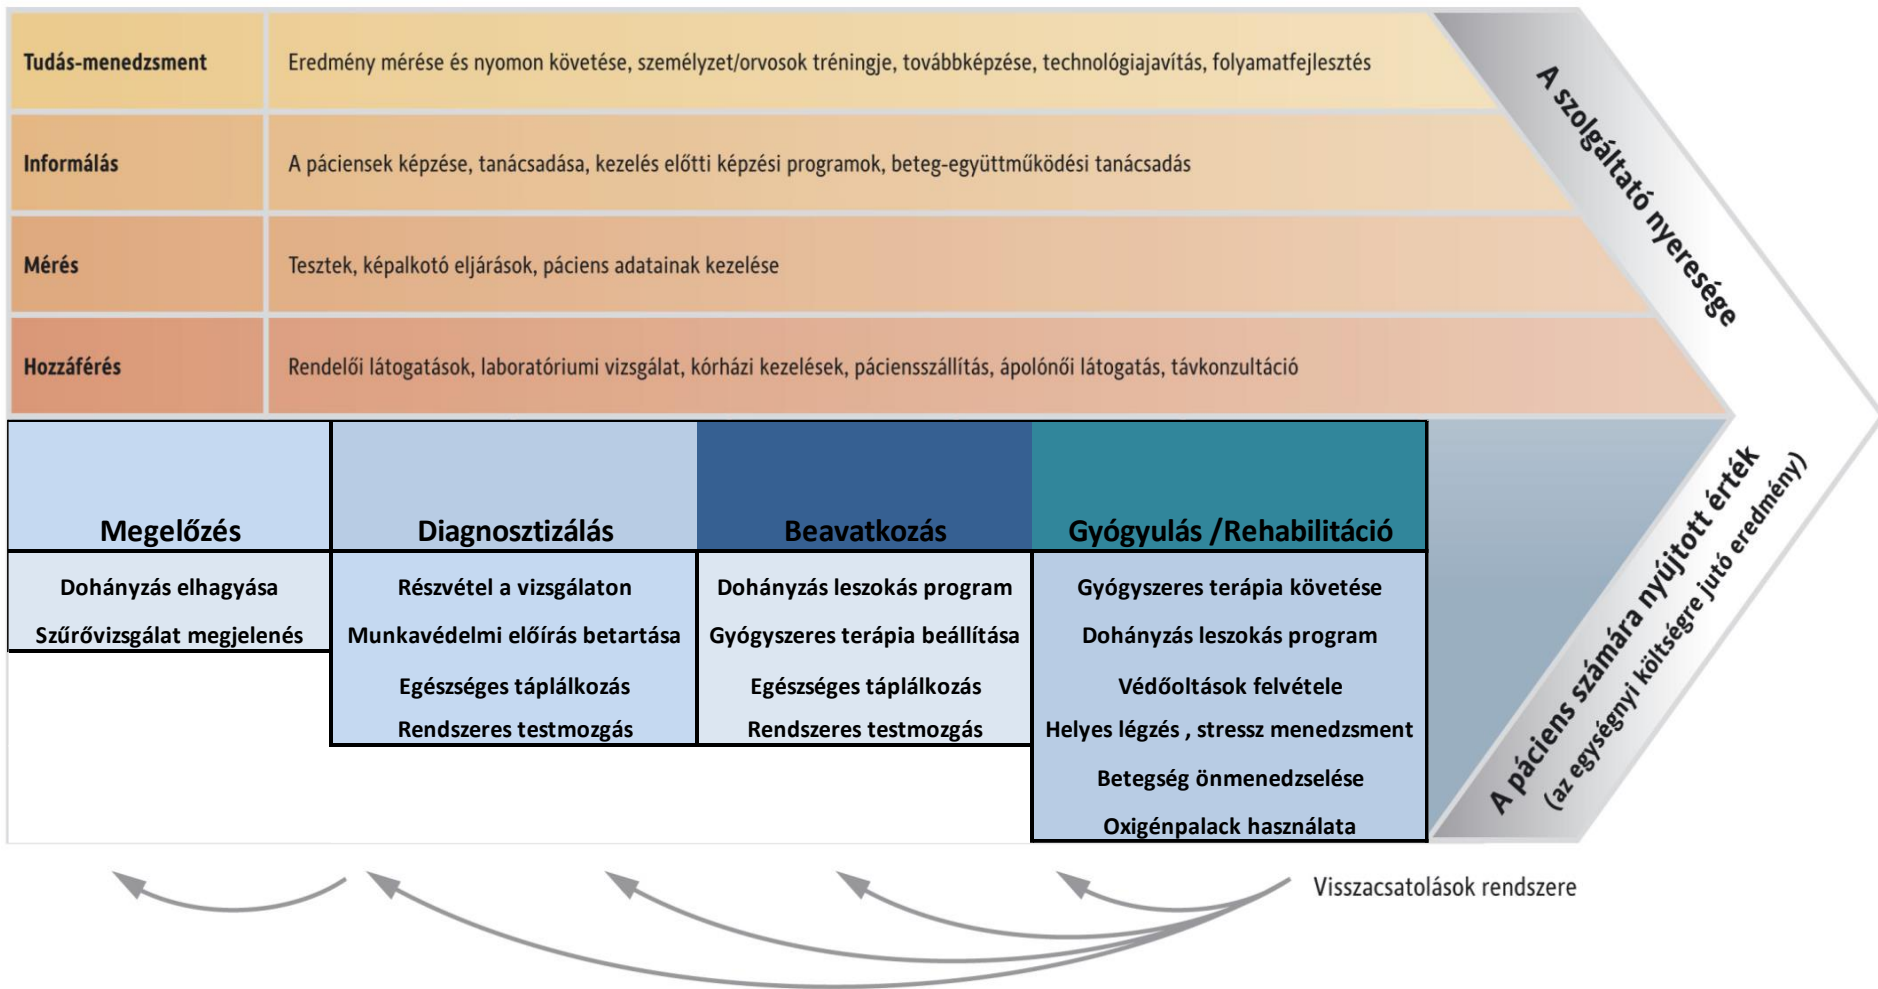 Tudás-menedzsment
Eredmény mérése és nyomon követése, személyzet/orvosok tréningje, továbbképzése, technológiajavítás, folyamatfejlesztés
Informálás
A páciensek képzése, tanácsadása, kezelés előtti képzési programok, beteg-együttműködési tanácsadás
Mérés
Tesztek, képalkotó eljárások, páciens adatainak kezelése
Hozzáférés
Rendelői látogatások, laboratóriumi vizsgálat, kórházi kezelések, páciensszállítás, ápolónői látogatás, távkonzultáció
A szolgáltató nyeresége
Megelőzés
Dohányzás elhagyása
Szűrővizsgálat megjelenés
Diagnosztizálás
Részvétel a vizsgálaton
Munkavédelmi előírás betartása
Egészséges táplálkozás
Rendszeres testmozgás
Beavatkozás
Dohányzás leszokás program
Gyógyszeres terápia beállítása
Egészséges táplálkozás
Rendszeres testmozgás
Gyógyulás /Rehabilitáció
Gyógyszeres terápia követése
Dohányzás leszokás program
Védőoltások felvétele
Helyes légzés , stressz menedzsment
Betegség önmenedzselése
Oxigénpalack használata
A páciens számára nyújtott érték
(az egységnyi költségre jutó eredmény)
Visszacsatolások rendszere